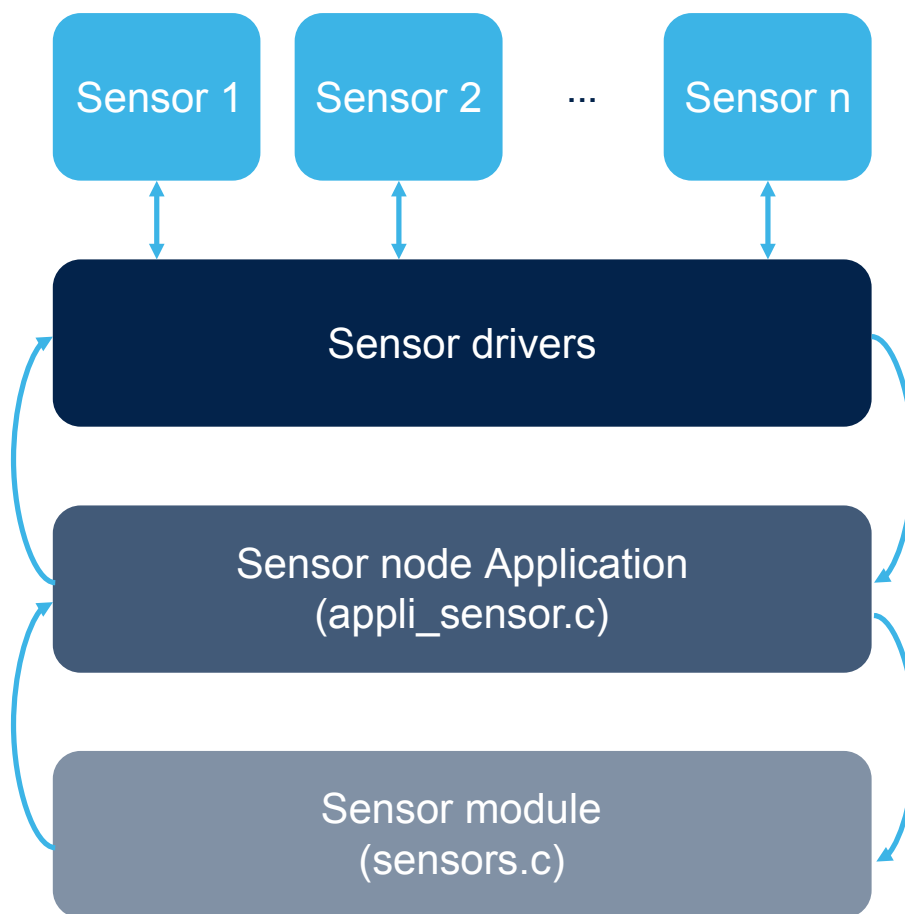 Sensor 1
Sensor 2
...
Sensor n
Sensor drivers
Sensor node Application
(appli_sensor.c)
Sensor module
(sensors.c)